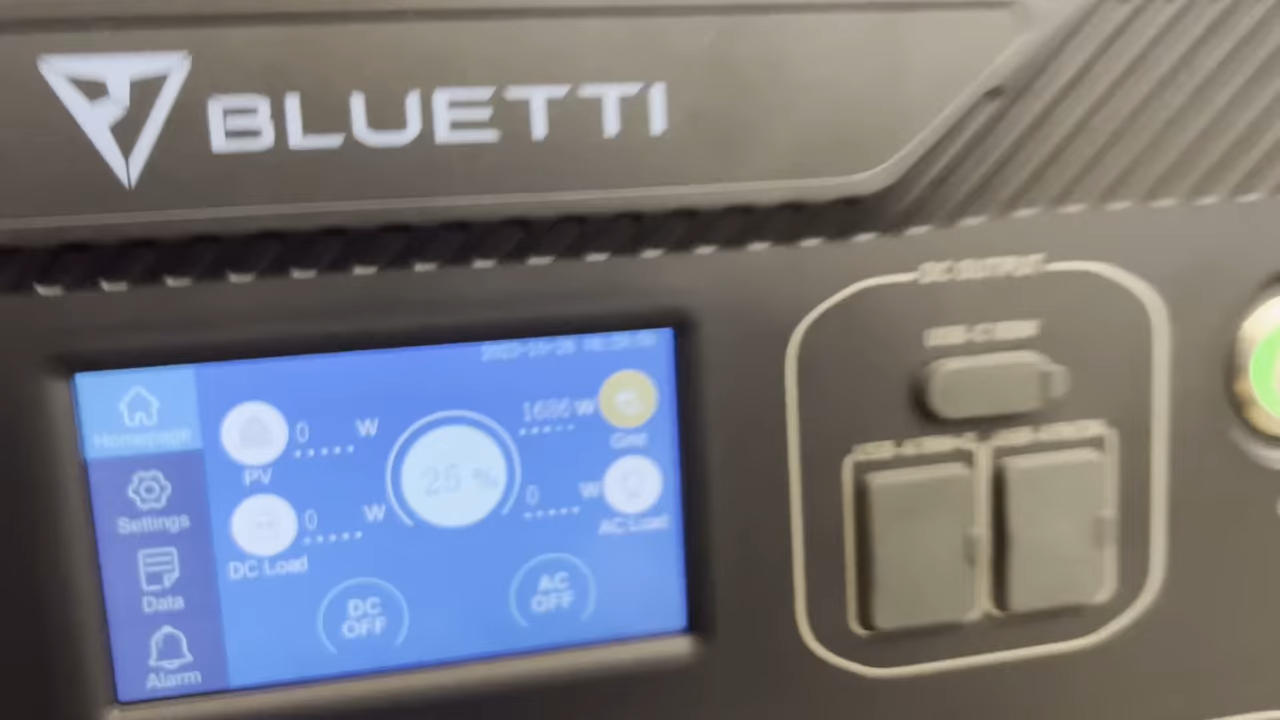 BLUETTI
Homepage
Settings
Data
Alarm
0 W
PV
0 W
DC Load
25 %
1686 W
Grid
0 W
AC Load
DC
OFF
AC
OFF
DC OUTPUT